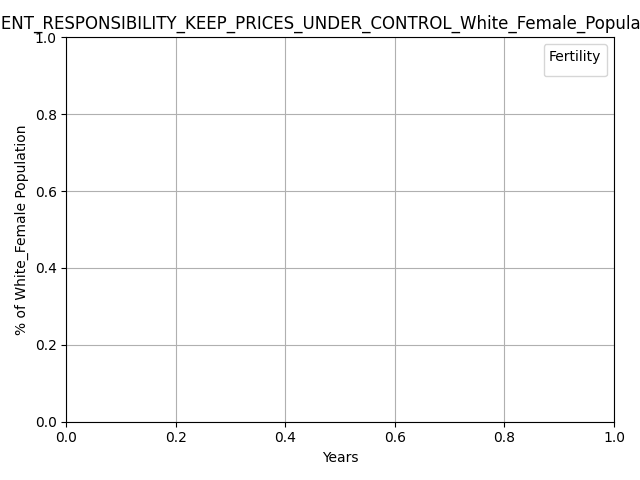 ENT_RESPONSIBILITY_KEEP_PRICES_UNDER_CONTROL_White_Female_Popula
Fertility
% of White_Female Population
1.0
0.8
0.6
0.4
0.2
0.0
0.0 0.2 0.4 0.6 0.8 1.0
Years